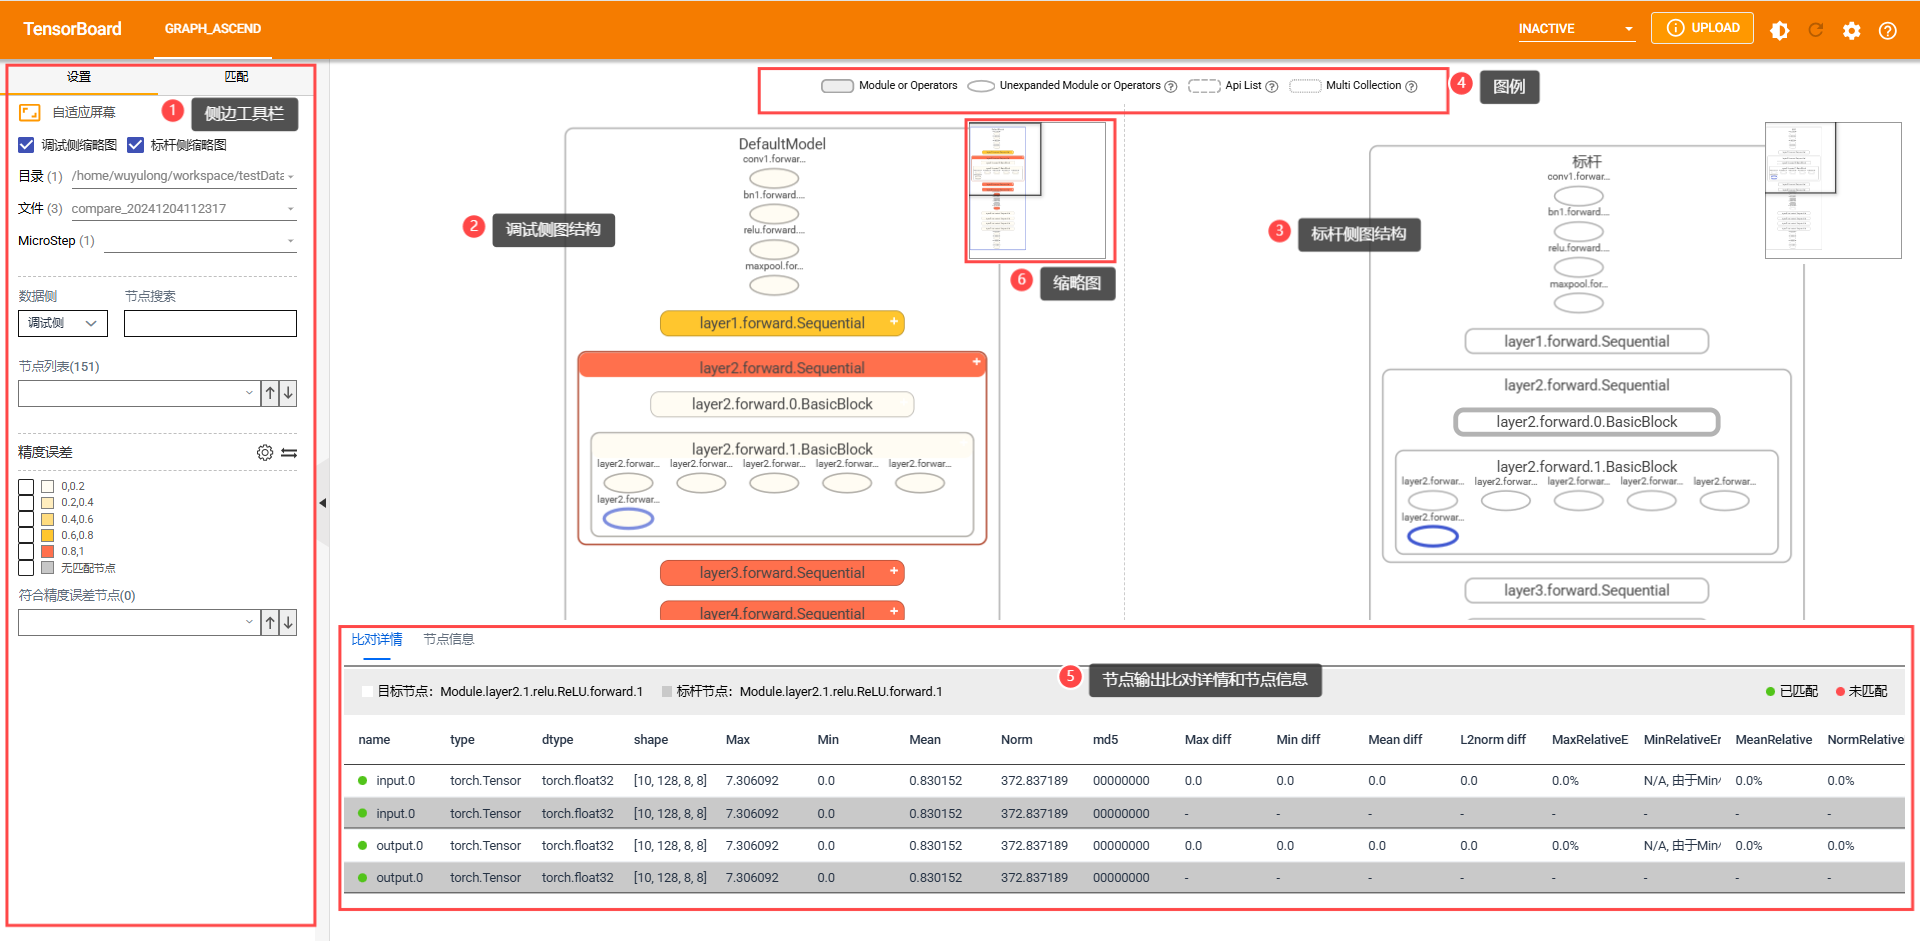 TensorBoard
GRAPH_ASCEND
INACTIVE
UPLOAD
设置
匹配
1 侧边工具栏
自适应屏幕
调试侧缩略图
标杆侧缩略图
目录 (1) /home/wuyulong/workspace/testData
文件 (3) compare_20241204112317
MicroStep (1)
数据侧
节点搜索
调试侧
节点列表(151)
精度误差
0,0.2
0.2,0.4
0.4,0.6
0.6,0.8
0.8,1
无匹配节点
符合精度误差节点(0)
Module or Operators
Unexpanded Module or Operators
Api List
Multi Collection
4 图例
2 调试侧图结构
DefaultModel
conv1.forwar...
bn1.forward....
relu.forward....
maxpool.for...
layer1.forward.Sequential
layer2.forward.Sequential
layer2.forward.0.BasicBlock
layer2.forward.1.BasicBlock
layer2.forwar... layer2.forwar... layer2.forwar... layer2.forwar... layer2.forwar...
layer2.forwar...
layer3.forward.Sequential
layer4.forward.Sequential
6 缩略图
3 标杆侧图结构
标杆
conv1.forwar...
bn1.forward....
relu.forward....
maxpool.for...
layer1.forward.Sequential
layer2.forward.Sequential
layer2.forward.0.BasicBlock
layer2.forward.1.BasicBlock
layer2.forwar... layer2.forwar... layer2.forwar... layer2.forwar... layer2.forwar...
layer2.forwar...
layer3.forward.Sequential
比对详情
节点信息
5 节点输出比对详情和节点信息
目标节点：Module.layer2.1.relu.ReLU.forward.1
标杆节点：Module.layer2.1.relu.ReLU.forward.1
已匹配
未匹配
name type dtype shape Max Min Mean Norm md5 Max diff Min diff Mean diff L2norm diff MaxRelativeE MinRelativeEr MeanRelative NormRelative
input.0 torch.Tensor torch.float32 [10, 128, 8, 8] 7.306092 0.0 0.830152 372.837189 00000000 0.0 0.0 0.0 0.0 0.0% N/A, 由于Min 0.0% 0.0%
input.0 torch.Tensor torch.float32 [10, 128, 8, 8] 7.306092 0.0 0.830152 372.837189 00000000 - - - - - - - -
output.0 torch.Tensor torch.float32 [10, 128, 8, 8] 7.306092 0.0 0.830152 372.837189 00000000 0.0 0.0 0.0 0.0 0.0% N/A, 由于Min 0.0% 0.0%
output.0 torch.Tensor torch.float32 [10, 128, 8, 8] 7.306092 0.0 0.830152 372.837189 00000000 - - - - - - - -